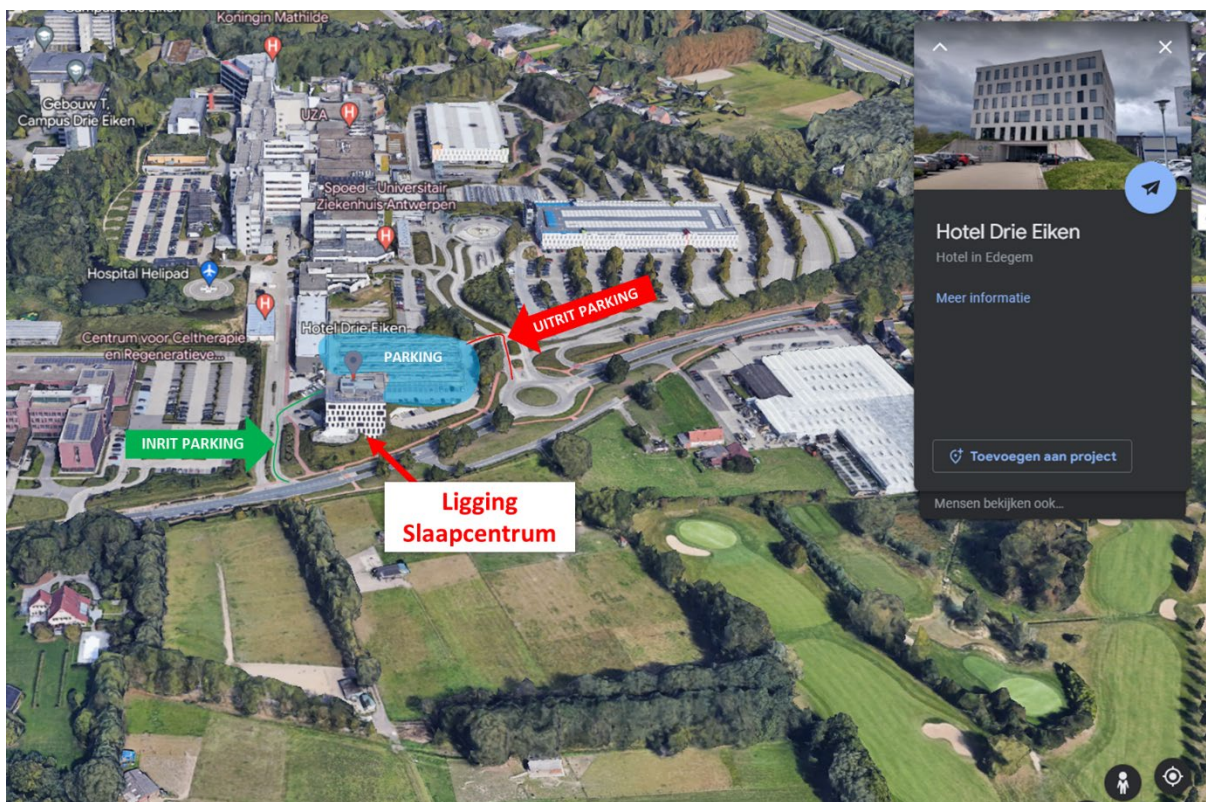 Koningin Mathilde
Gebouw T,
Campus Drie Eiken
UZA
Spoed - Universitair
Ziekenhuis Antwerpen
Hospital Helipad
Centrum voor Celtherapie
en Regeneratieve...
Hotel Drie Eiken
PARKING
UITRIT PARKING
INRIT PARKING
Ligging
Slaapcentrum
Hotel Drie Eiken
Hotel in Edegem
Meer informatie
Toevoegen aan project
Mensen bekijken ook...